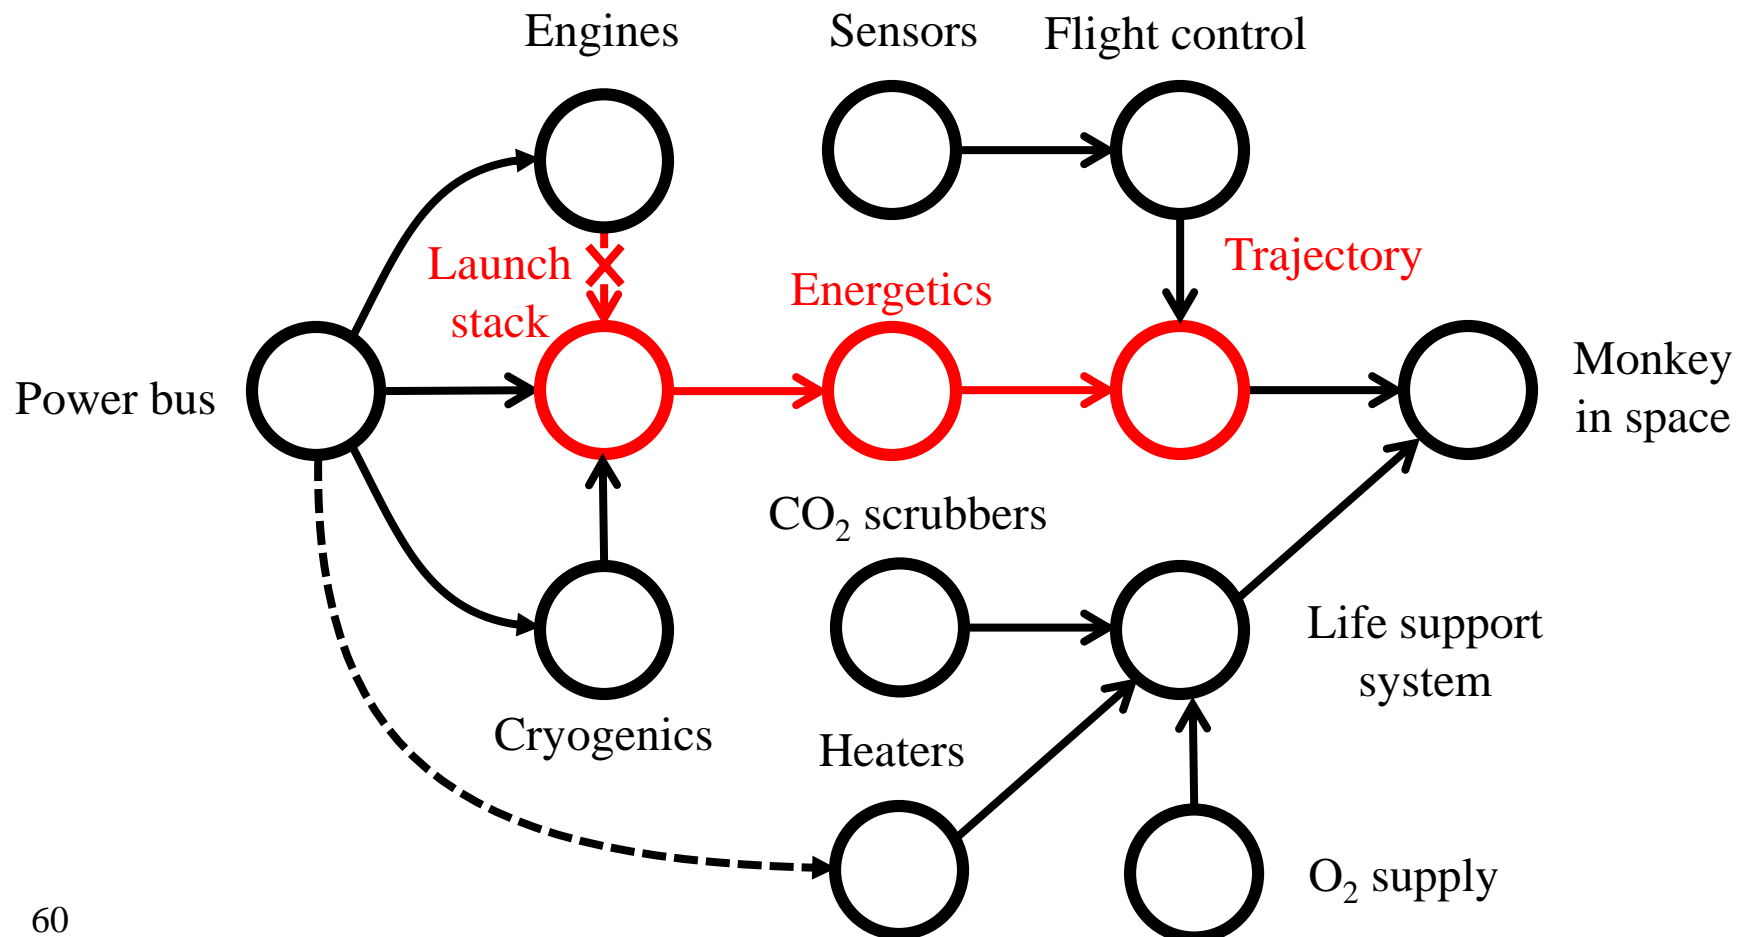 Engines
Sensors
Flight control
Launch
stack
Energetics
Trajectory
Power bus
Monkey
in space
CO₂ scrubbers
Life support
system
Cryogenics
Heaters
O₂ supply
60